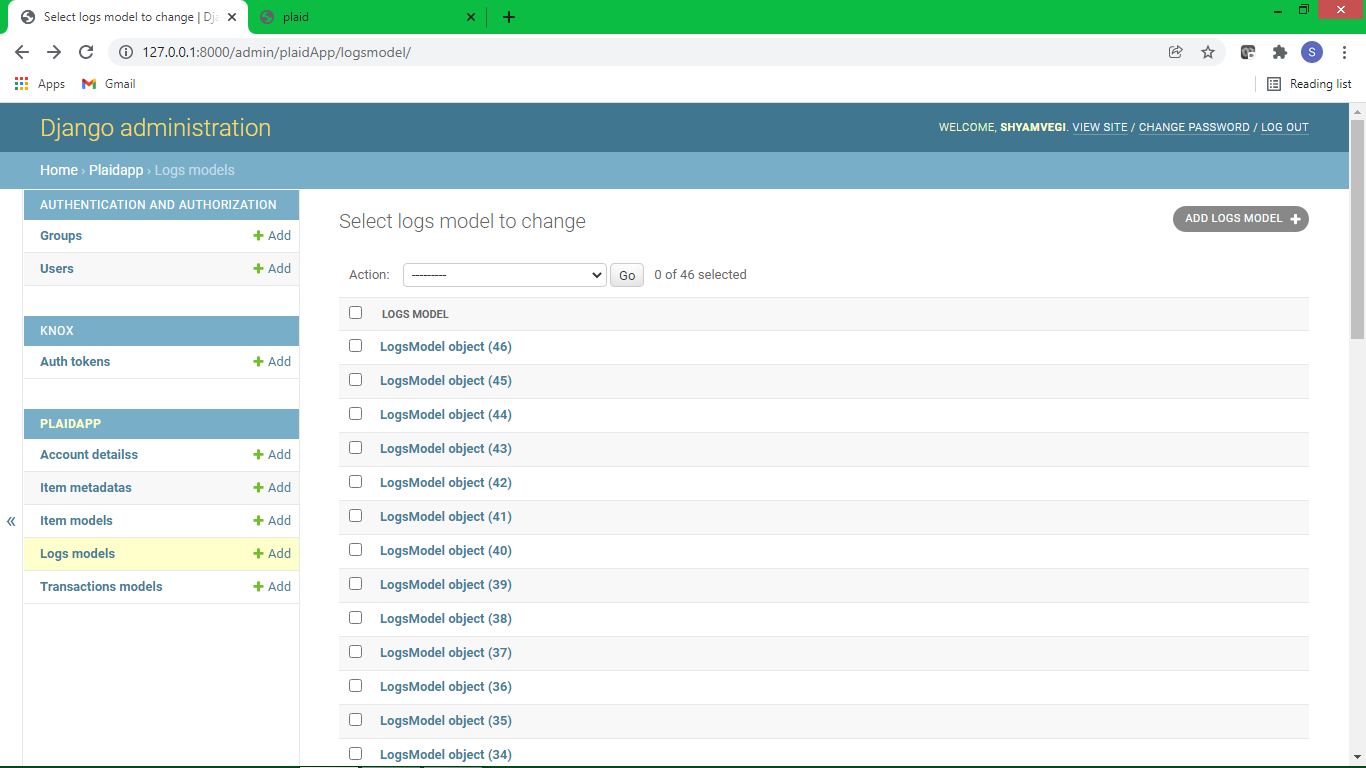 Select logs model to change | Dj
plaid
127.0.0.1:8000/admin/plaidApp/logsmodel/
S
Apps
Gmail
Reading list
Django administration
WELCOME, SHYAMVEGI. VIEW SITE / CHANGE PASSWORD / LOG OUT
Home › Plaidapp › Logs models
AUTHENTICATION AND AUTHORIZATION
Groups + Add
Users + Add
KNOX
Auth tokens + Add
PLAIDAPP
Account detailss + Add
Item metadatas + Add
Item models + Add
«
Logs models + Add
Transactions models + Add
Select logs model to change
ADD LOGS MODEL +
Action: --------- Go 0 of 46 selected
LOGS MODEL
LogsModel object (46)
LogsModel object (45)
LogsModel object (44)
LogsModel object (43)
LogsModel object (42)
LogsModel object (41)
LogsModel object (40)
LogsModel object (39)
LogsModel object (38)
LogsModel object (37)
LogsModel object (36)
LogsModel object (35)
LogsModel object (34)